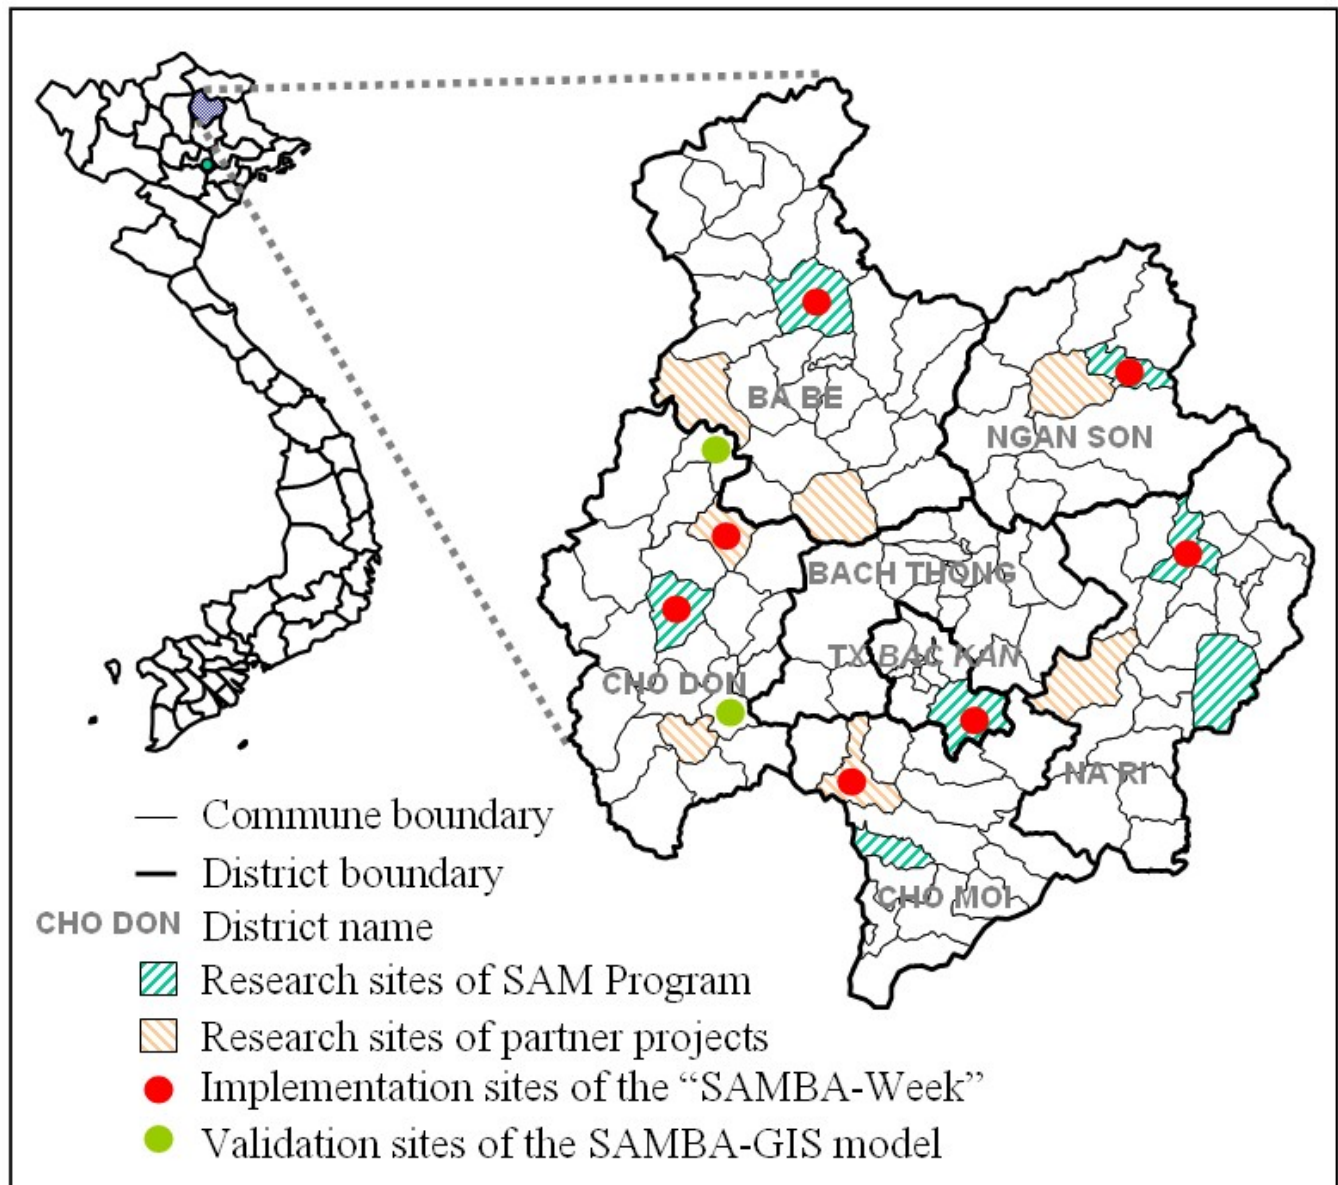 BA BE
NGAN SON
BACH THONG
TX BAC KAN
CHO DON
NA RI
CHO MOI
Commune boundary
District boundary
CHO DON District name
Research sites of SAM Program
Research sites of partner projects
Implementation sites of the “SAMBA-Week”
Validation sites of the SAMBA-GIS model